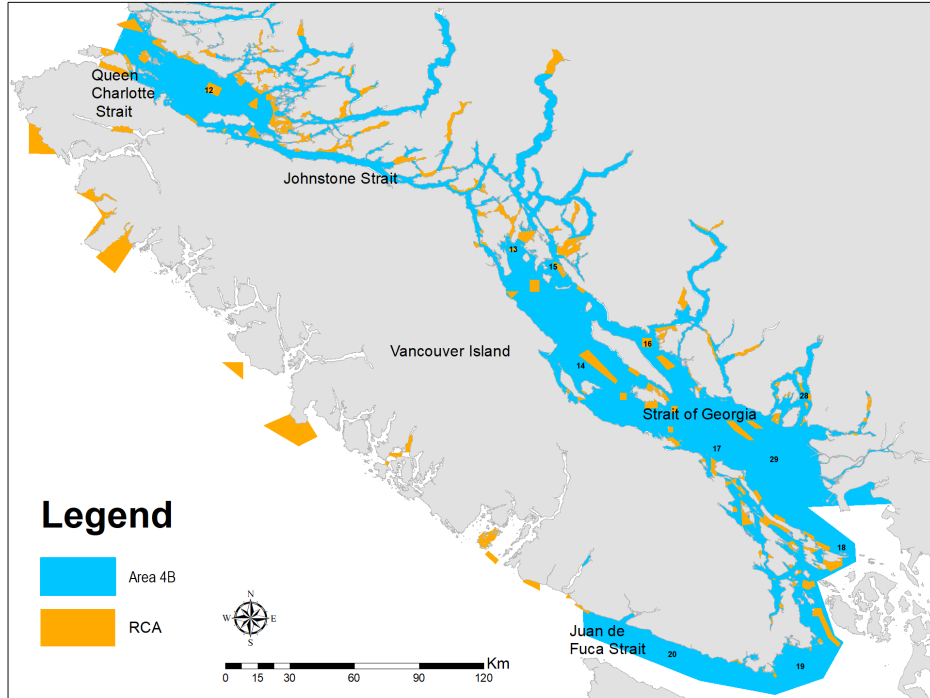 Queen
Charlotte
Strait
12
Johnstone Strait
13
15
Vancouver Island
16
14
28
Strait of Georgia
17
29
18
Legend
Area 4B
RCA
N
W
E
S
Juan de
Fuca Strait
20
19
Km
0 15 30 60 90 120